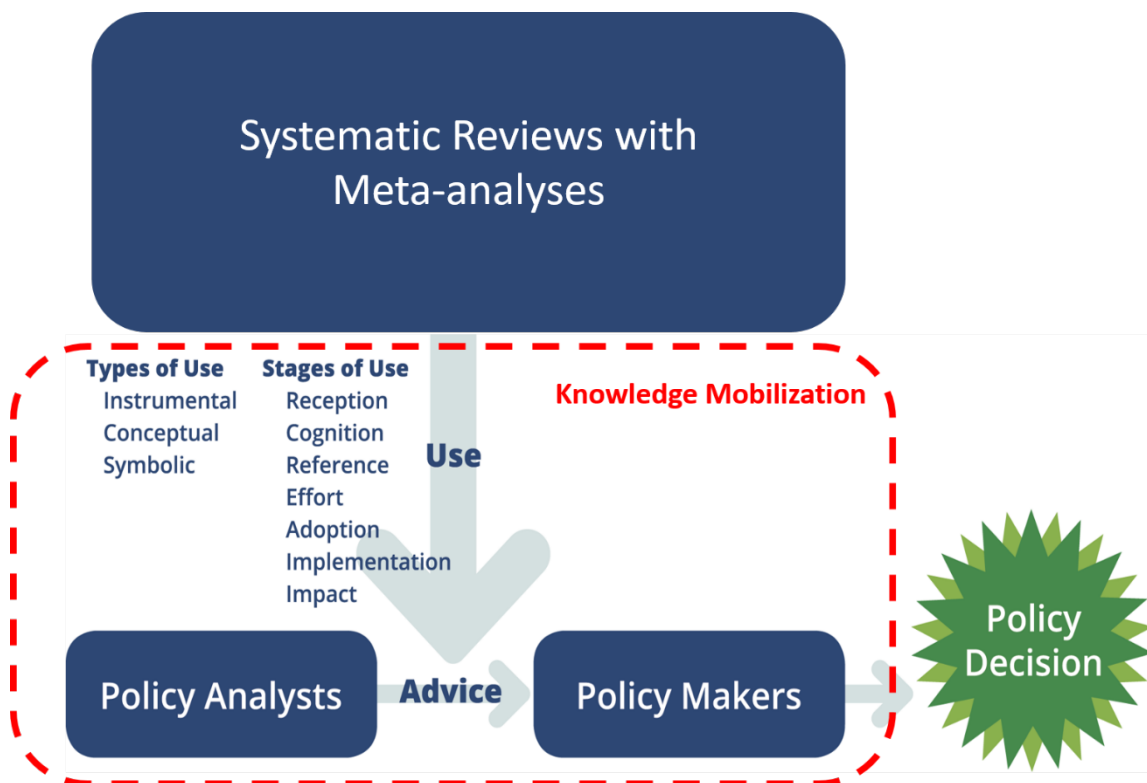 Systematic Reviews with
Meta-analyses
Types of Use
Instrumental
Conceptual
Symbolic
Stages of Use
Reception
Cognition
Reference
Effort
Adoption
Implementation
Impact
Use
Knowledge Mobilization
Policy Analysts
Advice
Policy Makers
Policy
Decision